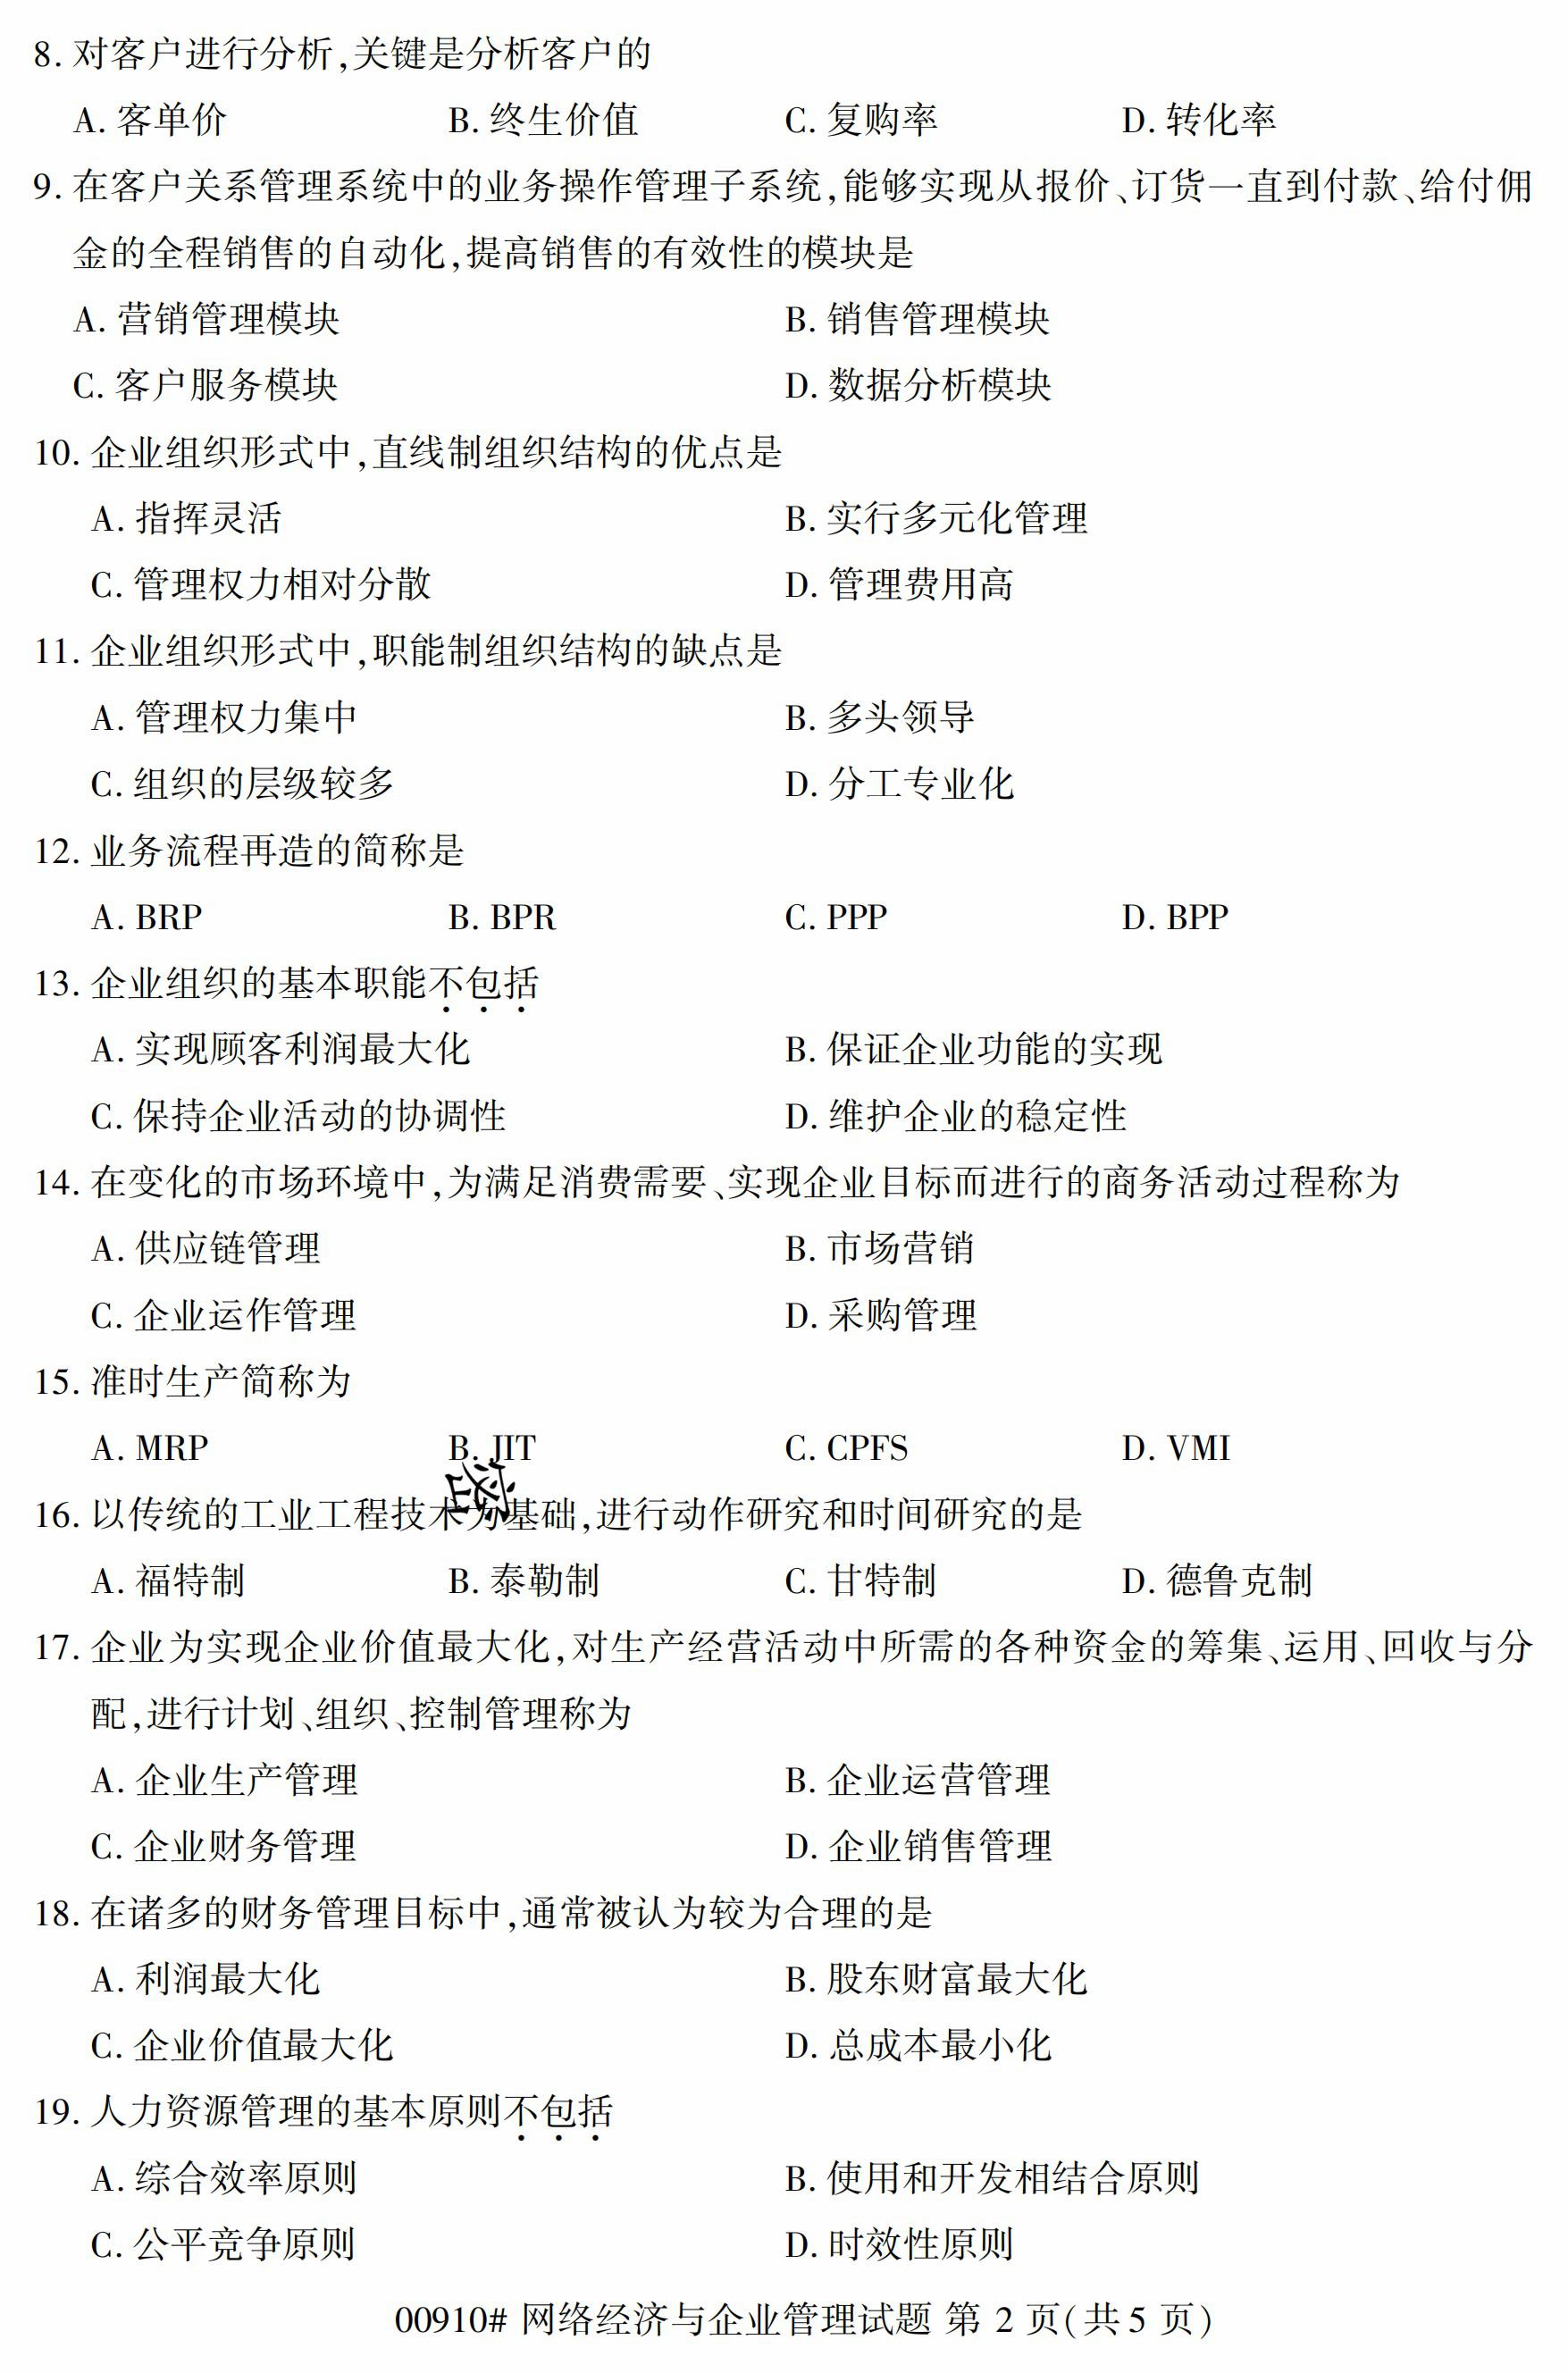 8. 对客户进行分析,关键是分析客户的
A. 客单价 B. 终生价值 C. 复购率 D. 转化率
9. 在客户关系管理系统中的业务操作管理子系统,能够实现从报价、订货一直到付款、给付佣
金的全程销售的自动化,提高销售的有效性的模块是
A. 营销管理模块 B. 销售管理模块
C. 客户服务模块 D. 数据分析模块
10. 企业组织形式中,直线制组织结构的优点是
A. 指挥灵活 B. 实行多元化管理
C. 管理权力相对分散 D. 管理费用高
11. 企业组织形式中,职能制组织结构的缺点是
A. 管理权力集中 B. 多头领导
C. 组织的层级较多 D. 分工专业化
12. 业务流程再造的简称是
A. BRP B. BPR C. PPP D. BPP
13. 企业组织的基本职能不包括
A. 实现顾客利润最大化 B. 保证企业功能的实现
C. 保持企业活动的协调性 D. 维护企业的稳定性
14. 在变化的市场环境中,为满足消费需要、实现企业目标而进行的商务活动过程称为
A. 供应链管理 B. 市场营销
C. 企业运作管理 D. 采购管理
15. 准时生产简称为
A. MRP B. JIT C. CPFS D. VMI
密
16. 以传统的工业工程技术为基础,进行动作研究和时间研究的是
A. 福特制 B. 泰勒制 C. 甘特制 D. 德鲁克制
17. 企业为实现企业价值最大化,对生产经营活动中所需的各种资金的筹集、运用、回收与分
配,进行计划、组织、控制管理称为
A. 企业生产管理 B. 企业运营管理
C. 企业财务管理 D. 企业销售管理
18. 在诸多的财务管理目标中,通常被认为较为合理的是
A. 利润最大化 B. 股东财富最大化
C. 企业价值最大化 D. 总成本最小化
19. 人力资源管理的基本原则不包括
A. 综合效率原则 B. 使用和开发相结合原则
C. 公平竞争原则 D. 时效性原则
00910# 网络经济与企业管理试题 第 2 页(共 5 页)